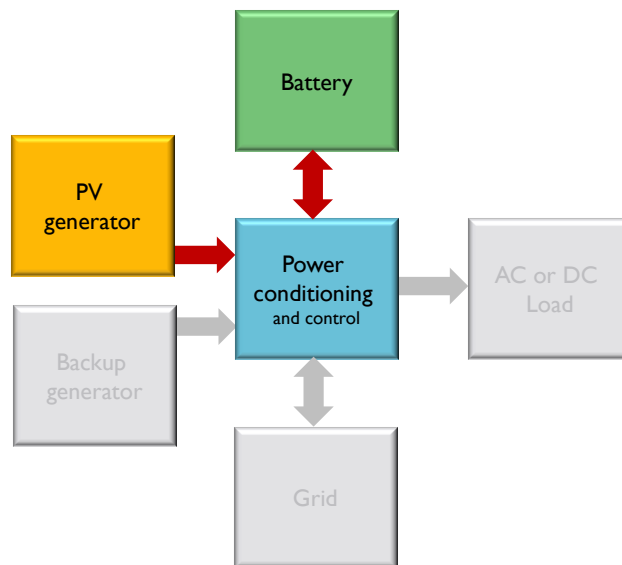 Battery
PV
generator
Power
conditioning
and control
AC or DC
Load
Backup
generator
Grid